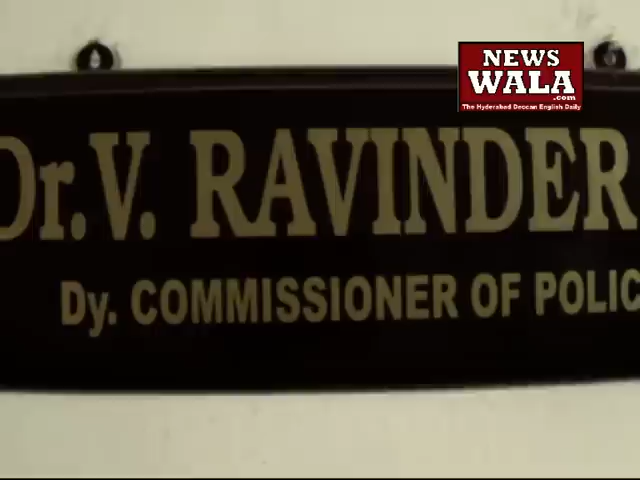 NEWS
WALA
.com
The Hyderabad Deccan English Daily
Dr. V. RAVINDER
Dy. COMMISSIONER OF POLIC